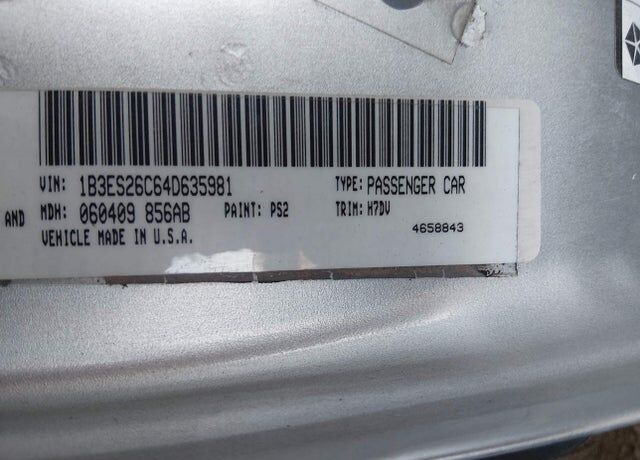 VIN: 1B3ES26C64D635981 TYPE: PASSENGER CAR
AND MDH: 060409 856AB PAINT: PS2 TRIM: H7DV
VEHICLE MADE IN U.S.A. 4658843